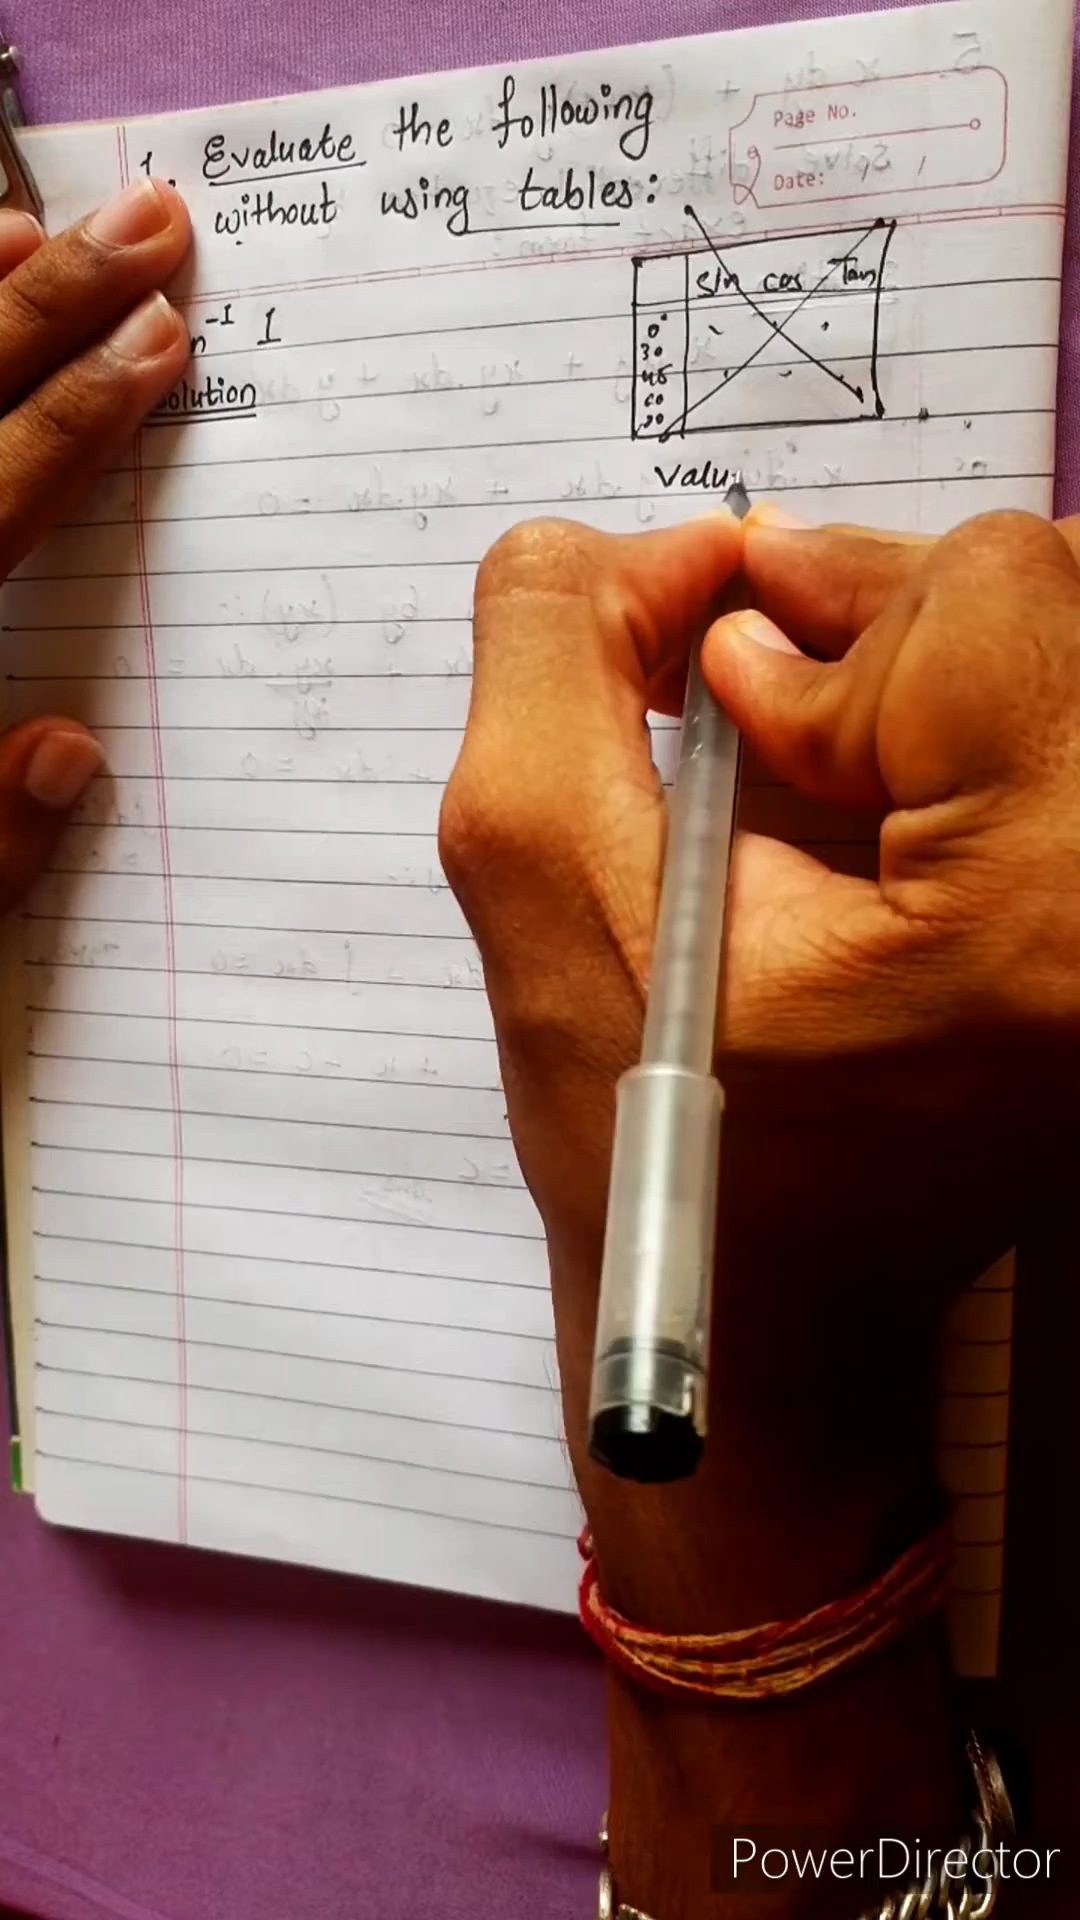 1. Evaluate the following
without using tables:
Page No.
Date:
n⁻¹ 1
Solution
Sin cos Tan
0°
30
45
60
90
Valu
PowerDirector